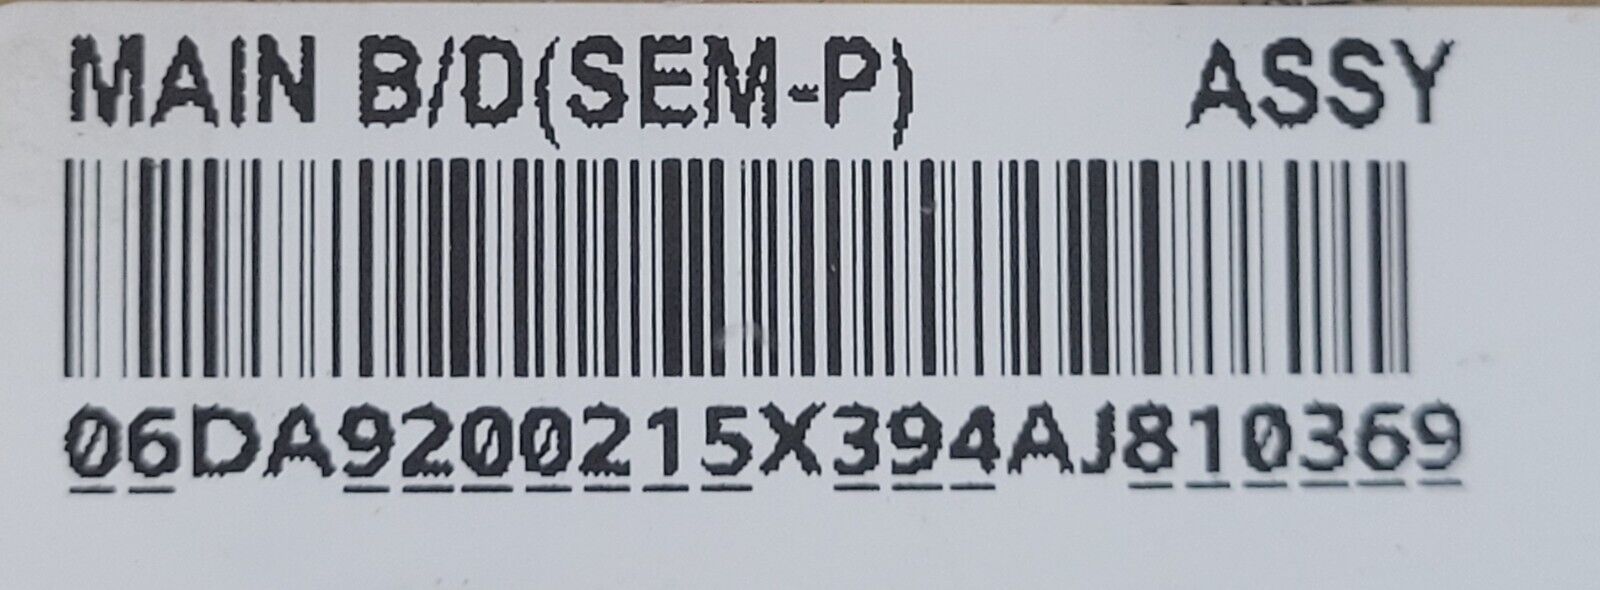 MAIN B/D(SEM-P) ASSY
06DA9200215X394AJ810369